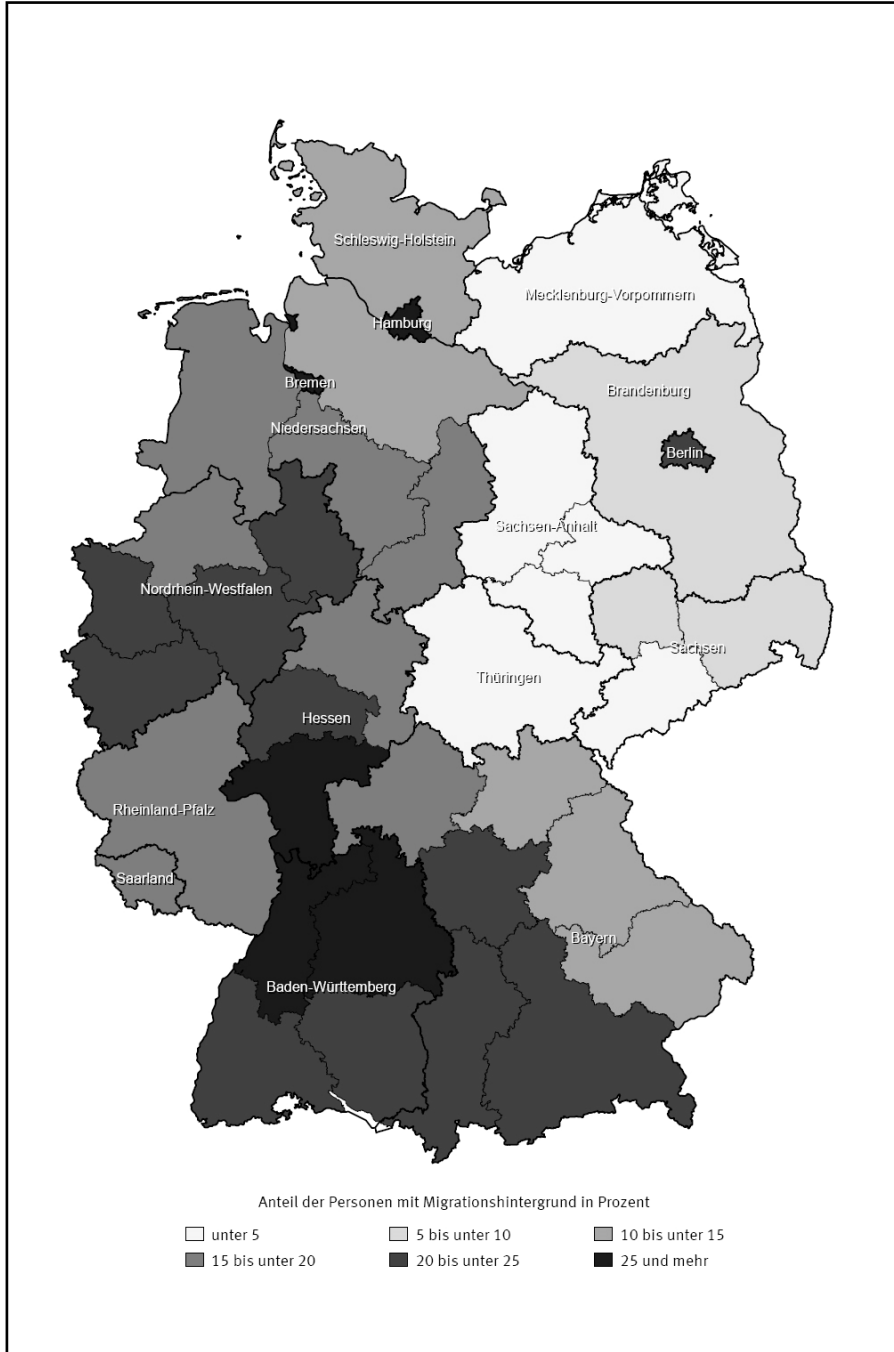 Schleswig-Holstein
Mecklenburg-Vorpommern
Hamburg
Bremen
Brandenburg
Niedersachsen
Berlin
Sachsen-Anhalt
Nordrhein-Westfalen
Sachsen
Thüringen
Hessen
Rheinland-Pfalz
Saarland
Bayern
Baden-Württemberg
Anteil der Personen mit Migrationshintergrund in Prozent
unter 5 5 bis unter 10 10 bis unter 15
15 bis unter 20 20 bis unter 25 25 und mehr